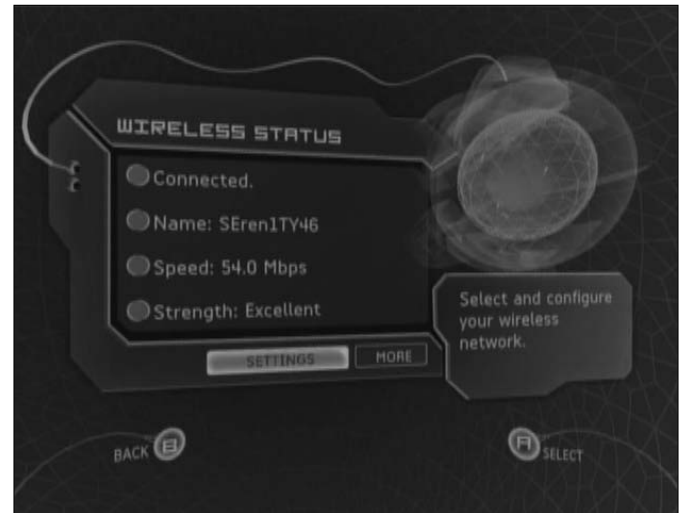 WIRELESS STATUS
Connected.
Name: SEren1TY46
Speed: 54.0 Mbps
Strength: Excellent
Select and configure
your wireless
network.
SETTINGS
MORE
BACK B
A SELECT